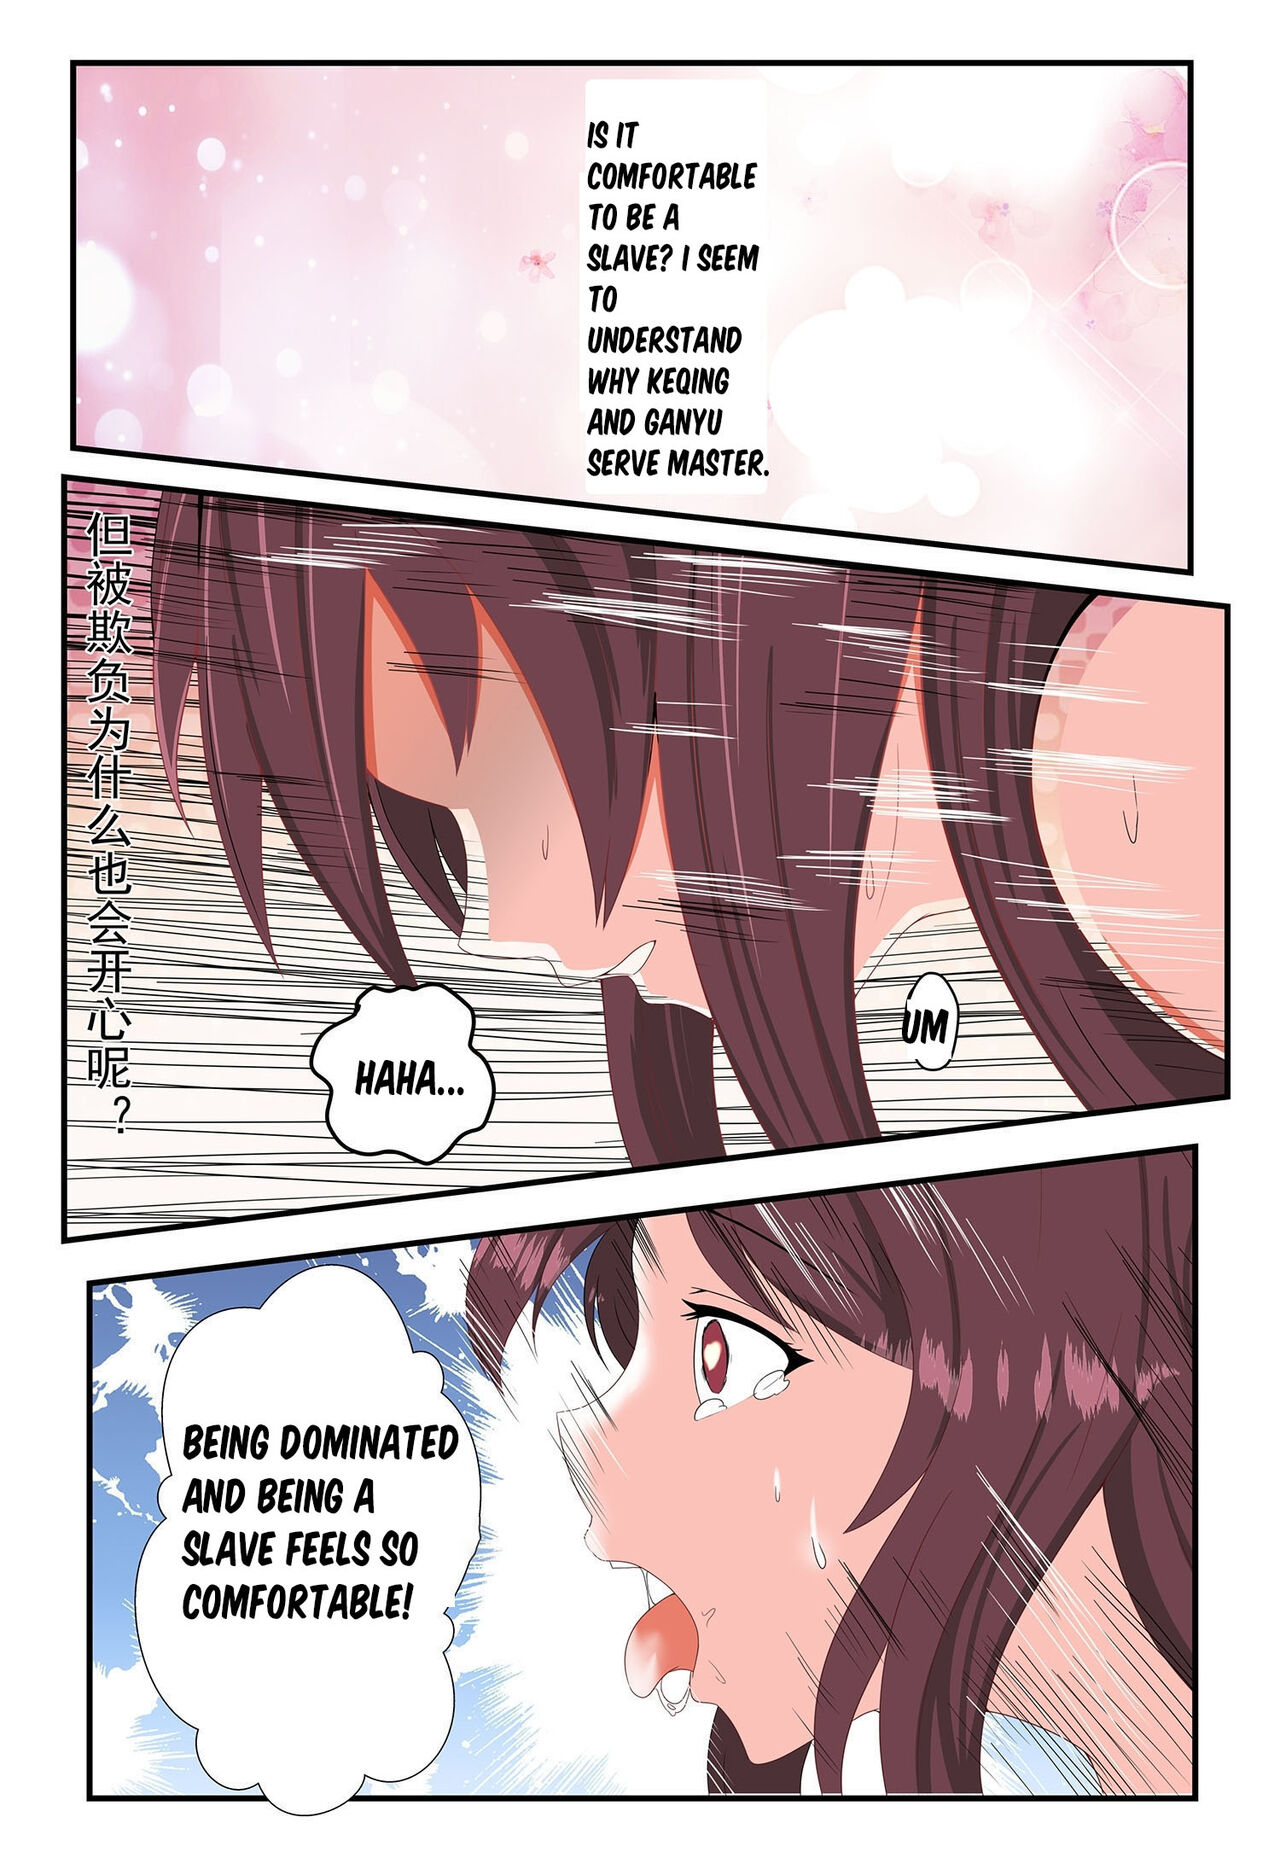 IS IT
COMFORTABLE
TO BE A
SLAVE? I SEEM
TO
UNDERSTAND
WHY KEQING
AND GANYU
SERVE MASTER.
但被欺负为什么也会开心呢？
HAHA...
UM
BEING DOMINATED
AND BEING A
SLAVE FEELS SO
COMFORTABLE!